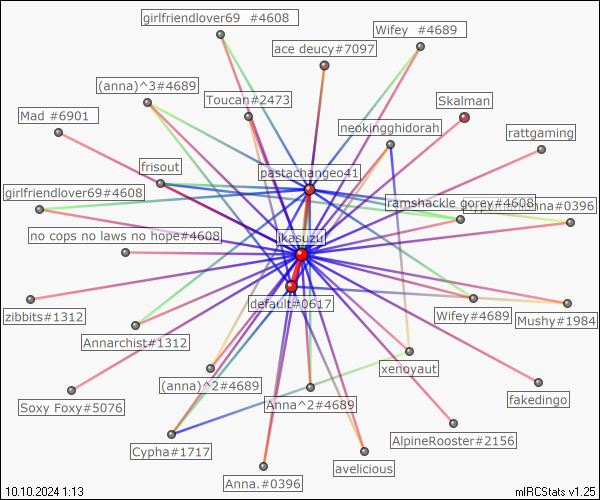 girlfriendlover69  #4608
Wifey  #4689
ace deucy#7097
(anna)^3#4689
Toucan#2473
Skalman
Mad #6901
neokingghidorah
rattgaming
frisout
pastachangeo41
girlfriendlover69#4608
ramshackle gorey#4608
#0396
no cops no laws no hope#4608
jkasuzu
default#0617
zibbits#1312
Wifey#4689
Mushy#1984
Annarchist#1312
xenoyaut
(anna)^2#4689
fakedingo
Soxy Foxy#5076
Anna^2#4689
AlpineRooster#2156
Cypha#1717
avelicious
Anna.#0396
10.10.2024 1:13
mIRCStats v1.25